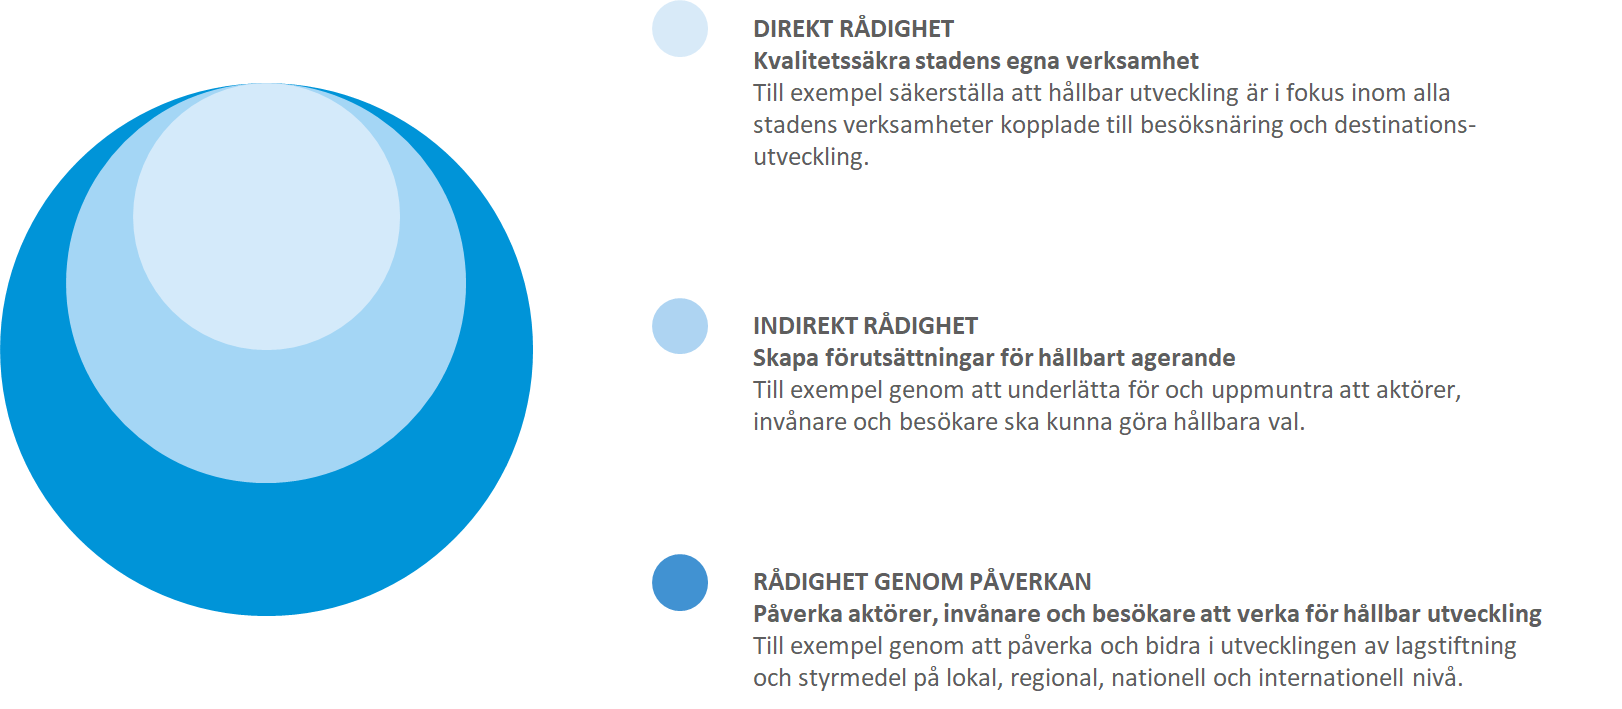 DIREKT RÅDIGHET
Kvalitetssäkra stadens egna verksamhet
Till exempel säkerställa att hållbar utveckling är i fokus inom alla
stadens verksamheter kopplade till besöksnäring och destinations-
utveckling.
INDIREKT RÅDIGHET
Skapa förutsättningar för hållbart agerande
Till exempel genom att underlätta för och uppmuntra att aktörer,
invånare och besökare ska kunna göra hållbara val.
RÅDIGHET GENOM PÅVERKAN
Påverka aktörer, invånare och besökare att verka för hållbar utveckling
Till exempel genom att påverka och bidra i utvecklingen av lagstiftning
och styrmedel på lokal, regional, nationell och internationell nivå.